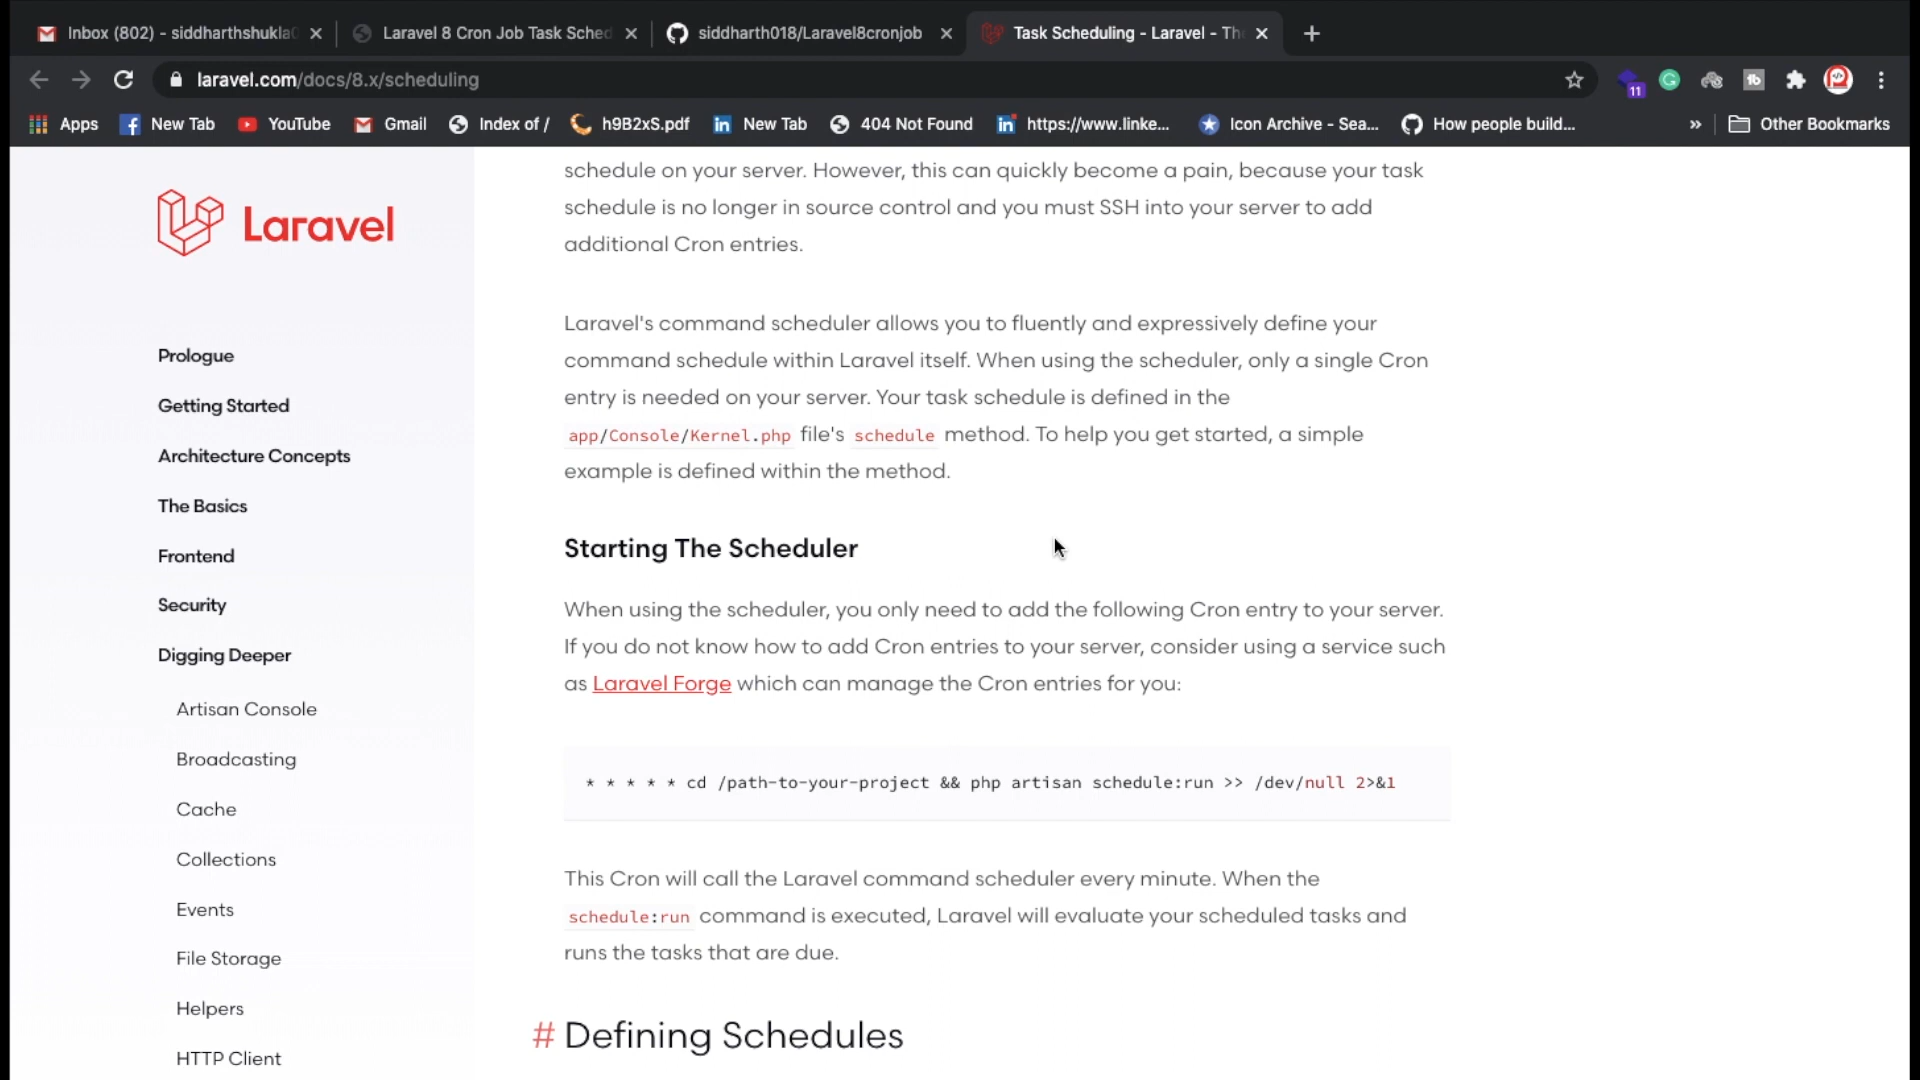 Inbox (802) - siddharthshukla
Laravel 8 Cron Job Task Sched
siddharth018/Laravel8cronjob
Task Scheduling - Laravel - Th
laravel.com/docs/8.x/scheduling
11
Apps
New Tab
YouTube
Gmail
Index of /
h9B2xS.pdf
New Tab
404 Not Found
https://www.linke...
Icon Archive - Sea...
How people build...
Other Bookmarks
Laravel
Prologue
Getting Started
Architecture Concepts
The Basics
Frontend
Security
Digging Deeper
Artisan Console
Broadcasting
Cache
Collections
Events
File Storage
Helpers
HTTP Client
schedule on your server. However, this can quickly become a pain, because your task
schedule is no longer in source control and you must SSH into your server to add
additional Cron entries.
Laravel's command scheduler allows you to fluently and expressively define your
command schedule within Laravel itself. When using the scheduler, only a single Cron
entry is needed on your server. Your task schedule is defined in the
app/Console/Kernel.php file's schedule method. To help you get started, a simple
example is defined within the method.
Starting The Scheduler
When using the scheduler, you only need to add the following Cron entry to your server.
If you do not know how to add Cron entries to your server, consider using a service such
as Laravel Forge which can manage the Cron entries for you:
* * * * * cd /path-to-your-project && php artisan schedule:run >> /dev/null 2>&1
This Cron will call the Laravel command scheduler every minute. When the
schedule:run command is executed, Laravel will evaluate your scheduled tasks and
runs the tasks that are due.
# Defining Schedules